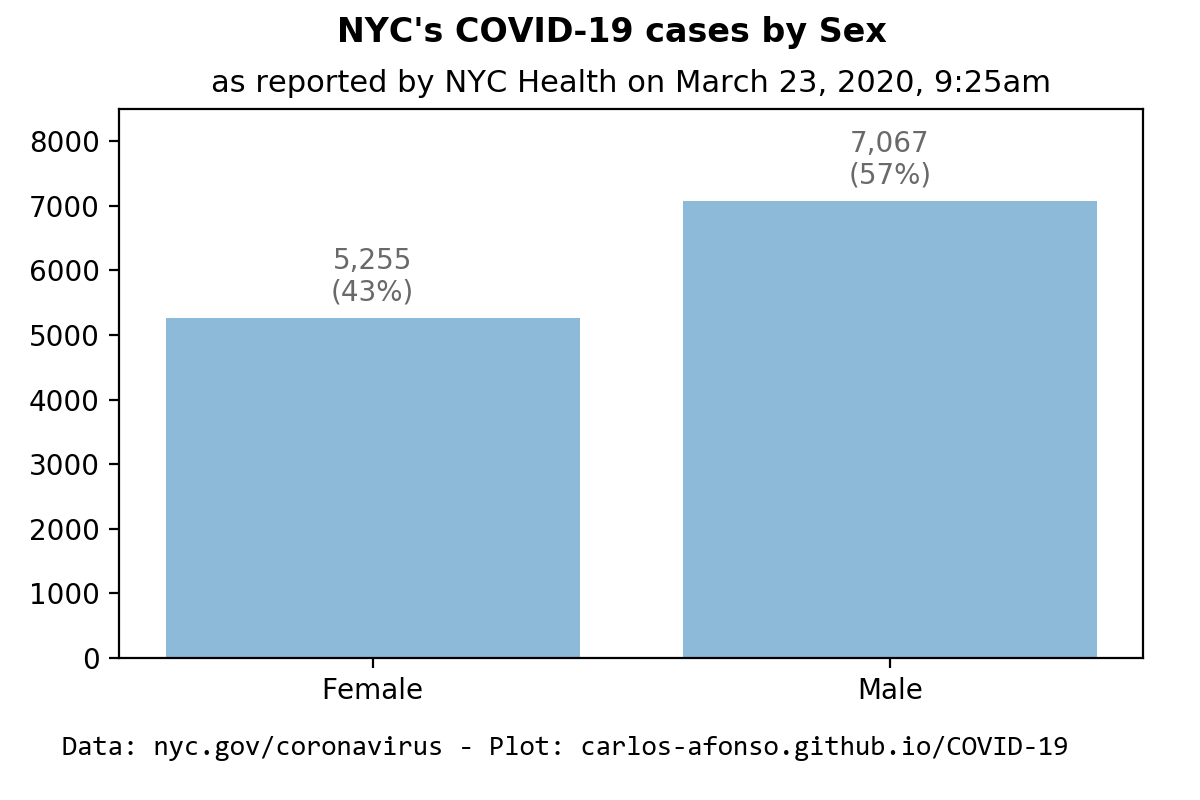 NYC's COVID-19 cases by Sex
as reported by NYC Health on March 23, 2020, 9:25am
8000
7000
6000
5000
4000
3000
2000
1000
0
5,255
(43%)
7,067
(57%)
Female
Male
Data: nyc.gov/coronavirus - Plot: carlos-afonso.github.io/COVID-19